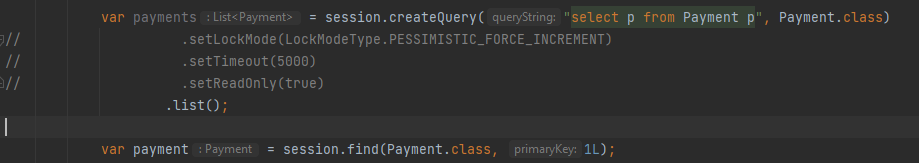 var payments : List<Payment> = session.createQuery( queryString: "select p from Payment p", Payment.class)
// .setLockMode(LockModeType.PESSIMISTIC_FORCE_INCREMENT)
// .setTimeout(5000)
// .setReadOnly(true)
.list();
var payment : Payment = session.find(Payment.class, primaryKey: 1L);